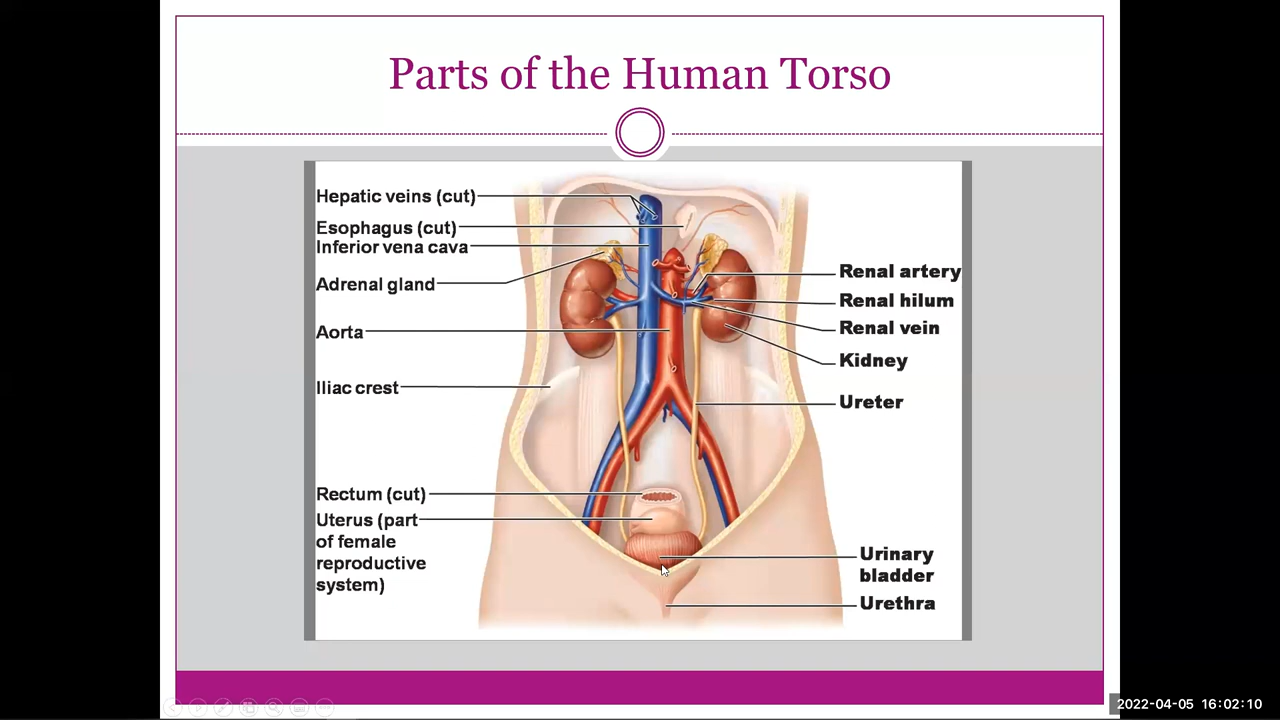 Parts of the Human Torso
Hepatic veins (cut)
Esophagus (cut)
Inferior vena cava
Adrenal gland
Aorta
Iliac crest
Rectum (cut)
Uterus (part
of female
reproductive
system)
Renal artery
Renal hilum
Renal vein
Kidney
Ureter
Urinary
bladder
Urethra
2022-04-05 16:02:10